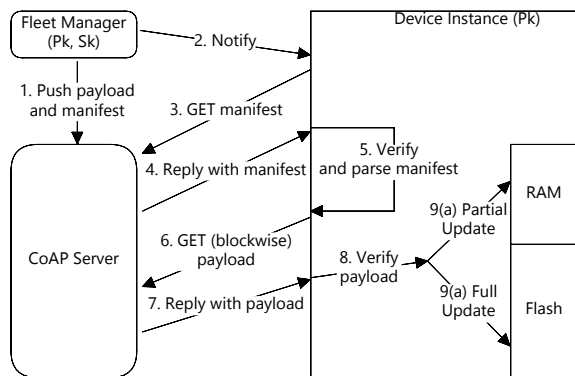 Fleet Manager
(Pk, Sk)
Device Instance (Pk)
2. Notify
1. Push payload
and manifest
3. GET manifest
4. Reply with manifest
5. Verify
and parse manifest
CoAP Server
6. GET (blockwise)
payload
7. Reply with payload
8. Verify
payload
9(a) Partial
Update
RAM
9(a) Full
Update
Flash